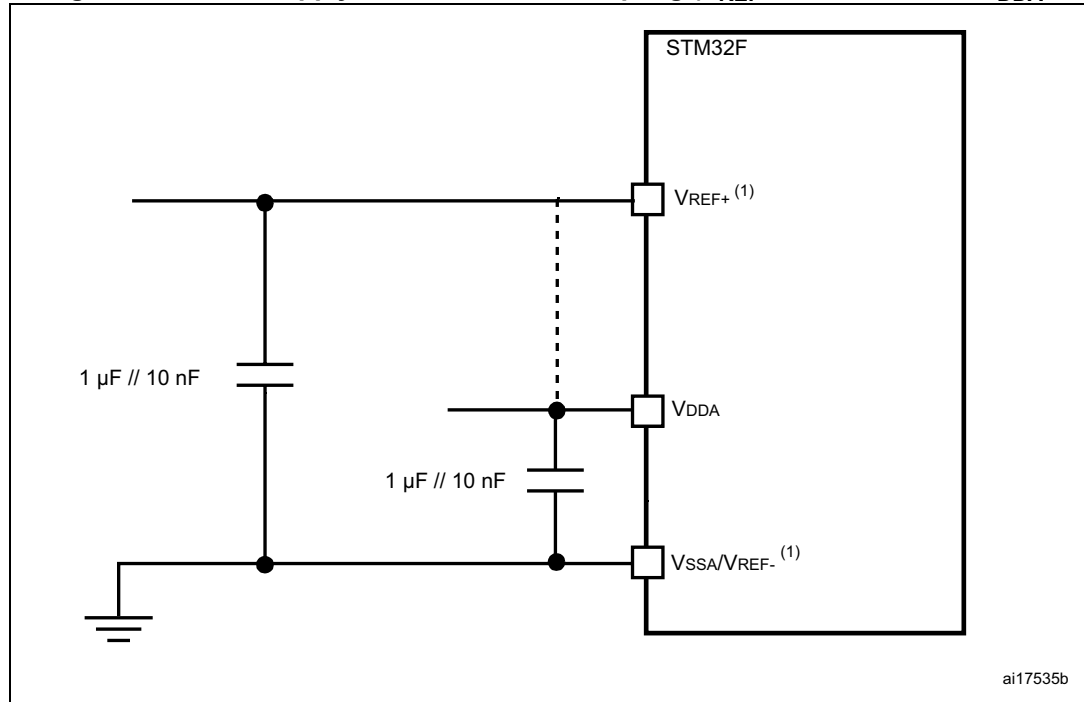 STM32F
VREF+ (1)
1 µF // 10 nF
VDDA
1 µF // 10 nF
VSSA/VREF- (1)
ai17535b